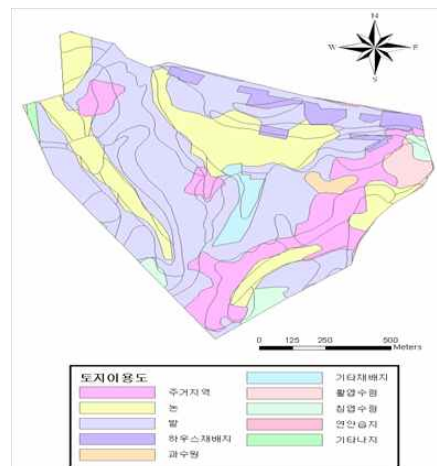 N
W E
S
0 125 250 500
Meters
토지이용도
주거지역
논
밭
하우스재배지
과수원
기타재배지
활엽수림
침엽수림
연안습지
기타나지